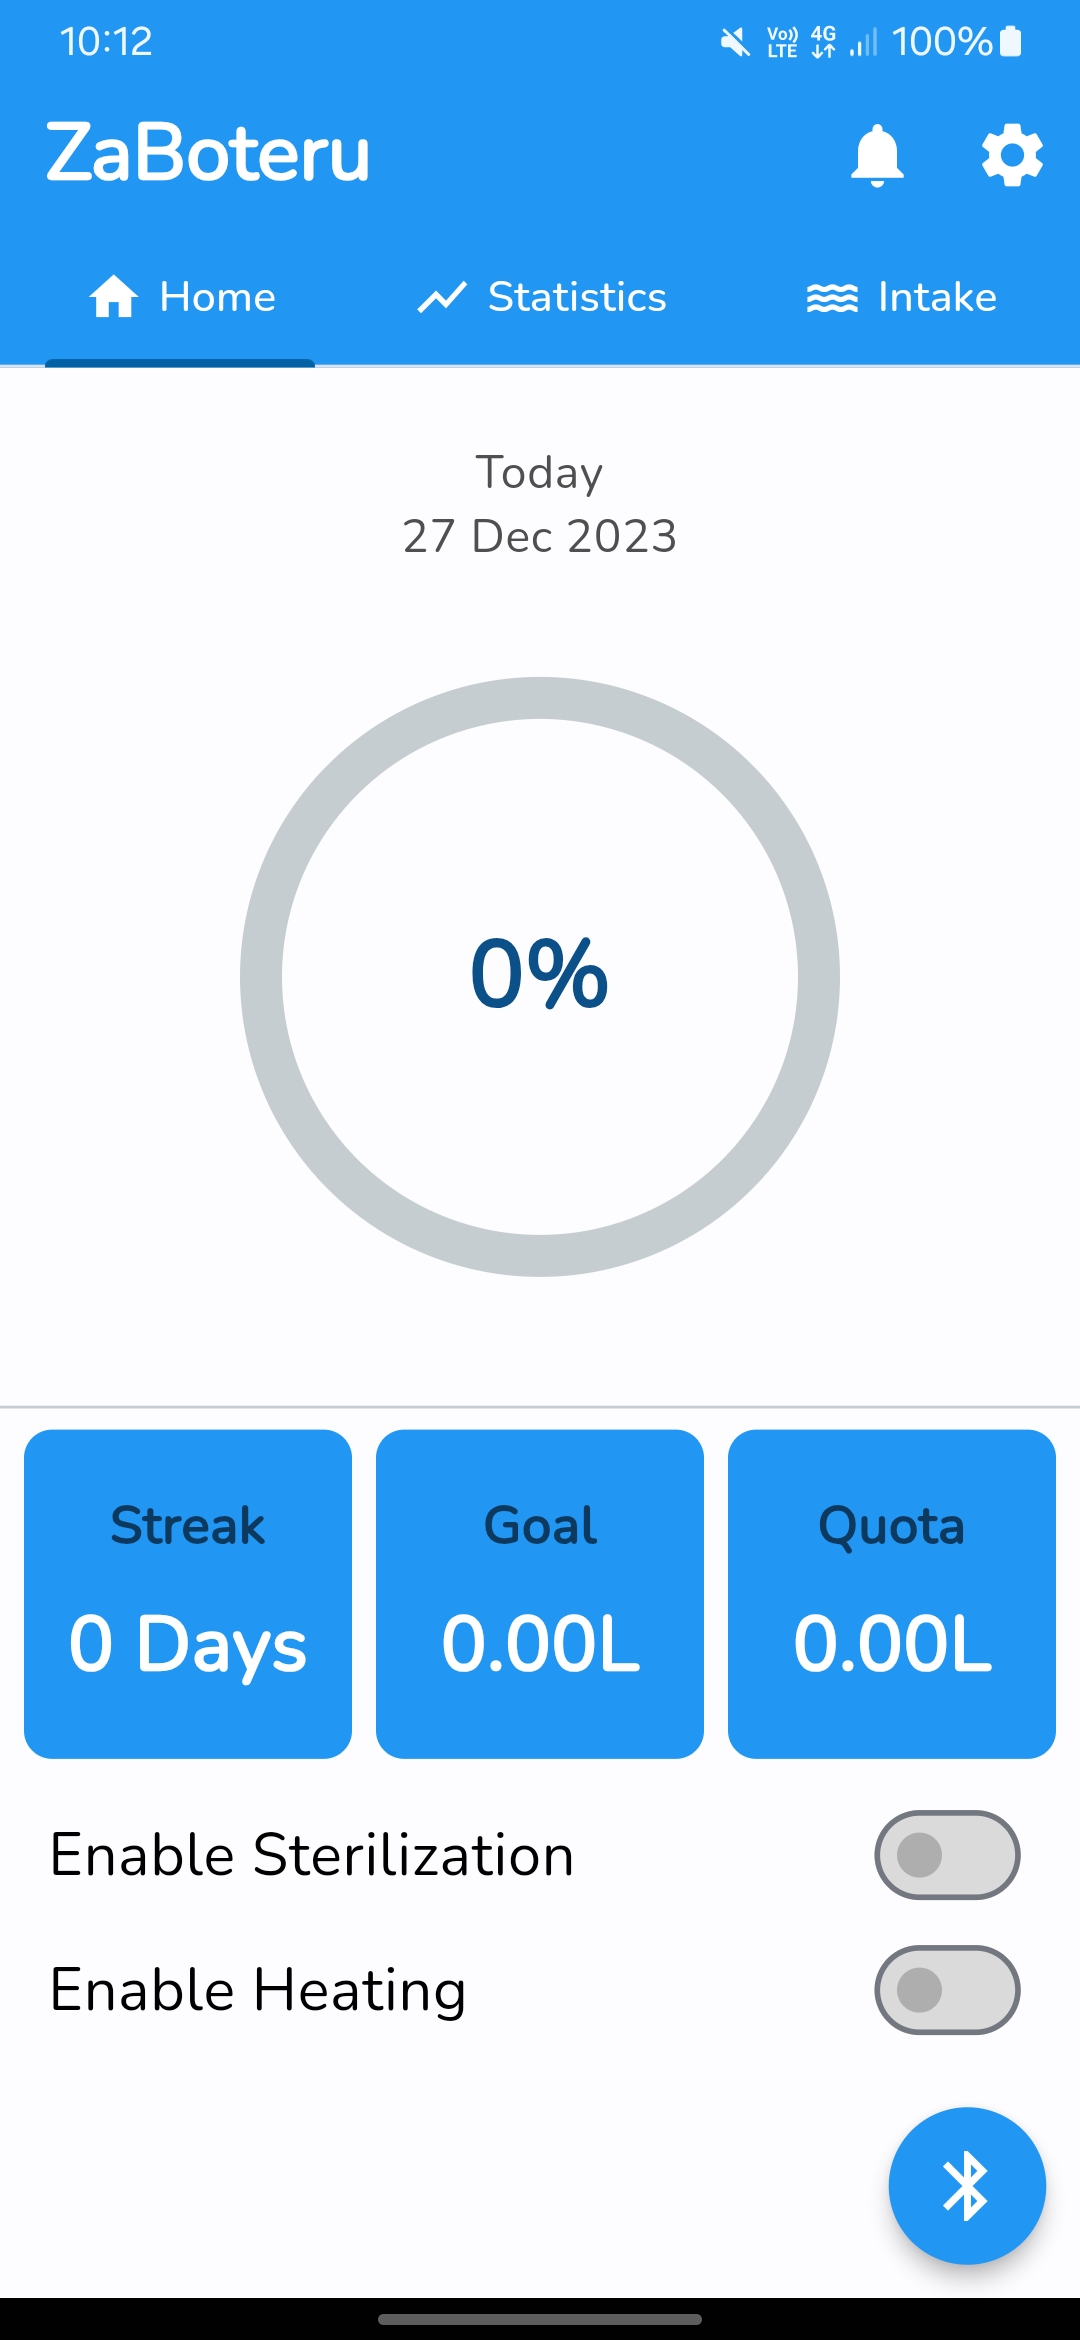 10:12 Vo)) LTE 4G 100%
ZaBoteru
Home Statistics Intake
Today
27 Dec 2023
0%
Streak Goal Quota
0 Days 0.00L 0.00L
Enable Sterilization
Enable Heating